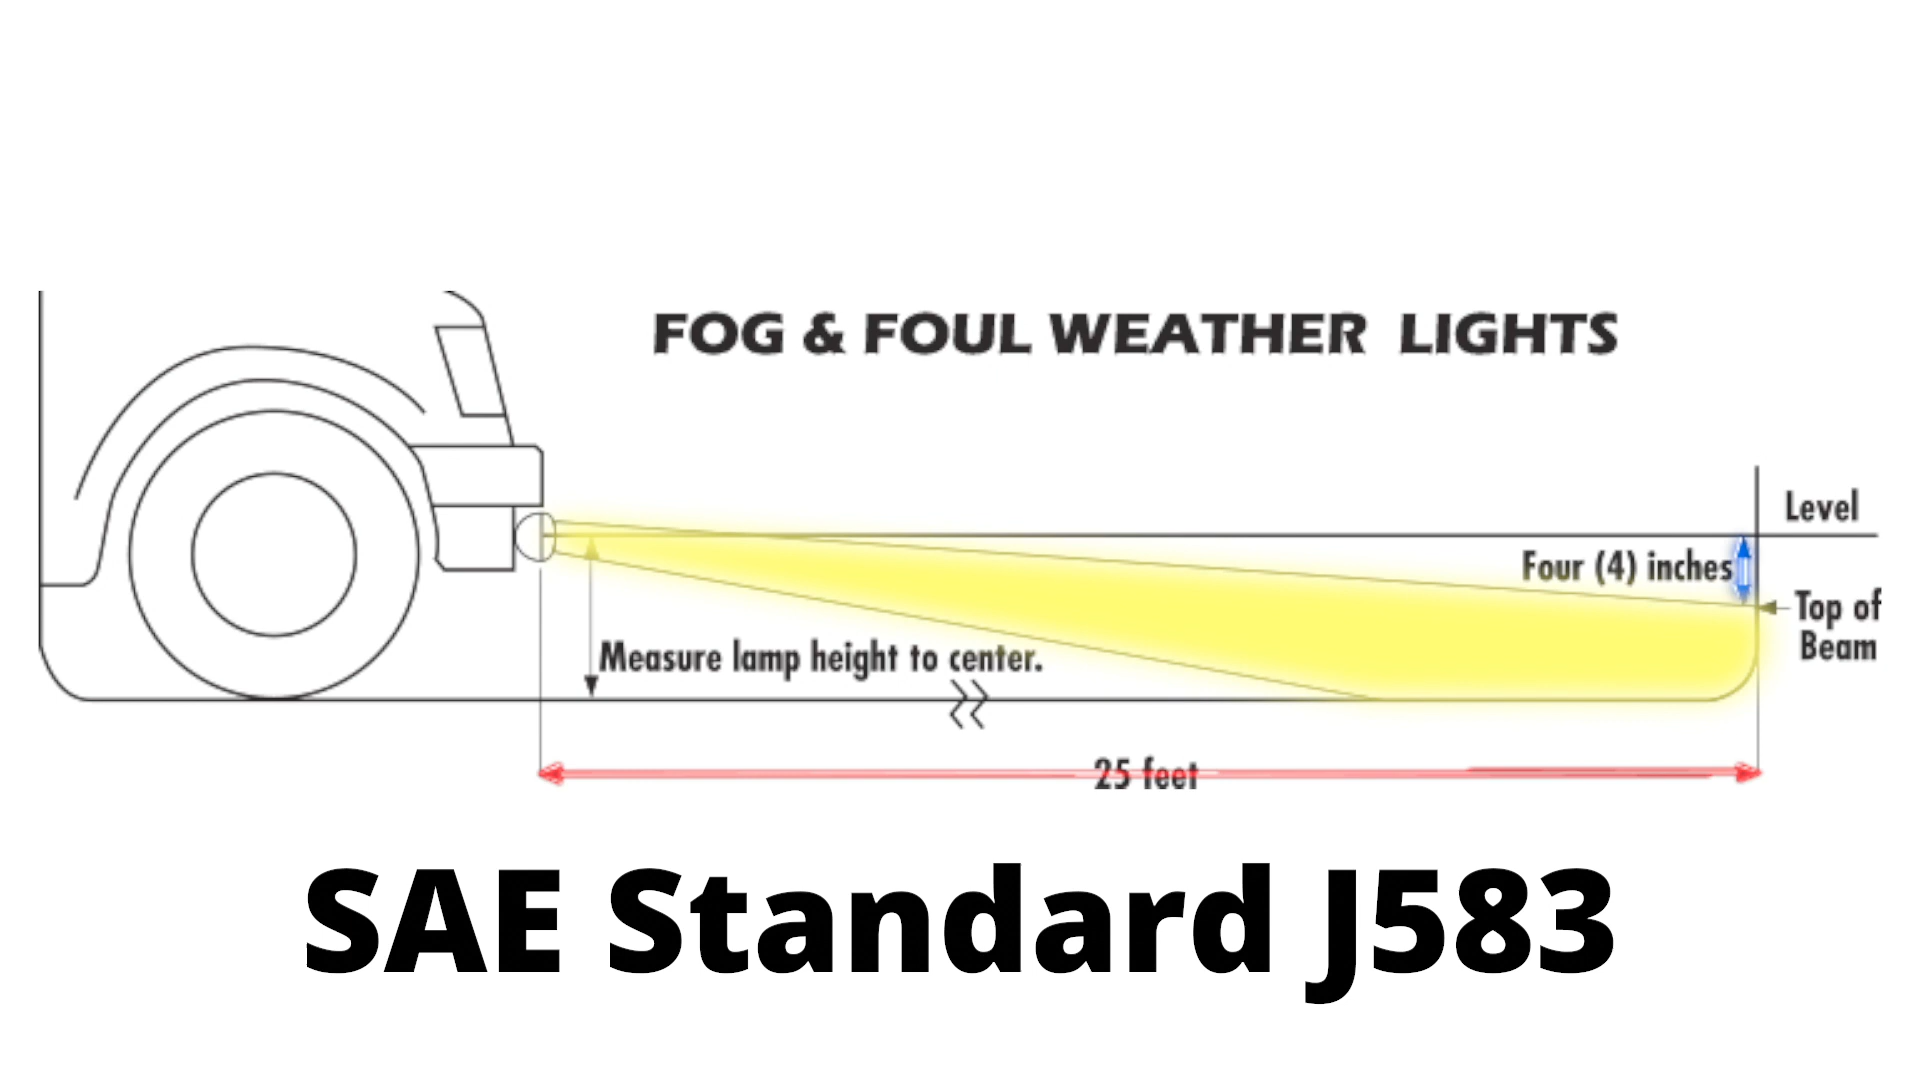 FOG & FOUL WEATHER LIGHTS
Level
Four (4) inches
Top of
Beam
Measure lamp height to center.
25 feet
SAE Standard J583